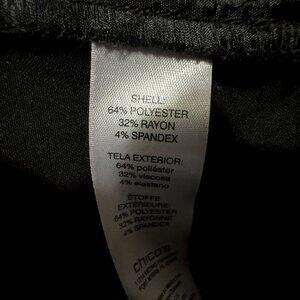 SHELL:
64% POLYESTER
32% RAYON
4% SPANDEX
TELA EXTERIOR:
64% poliéster
32% viscosa
4% elastano
ÉTOFFE
EXTÉRIEURE:
64% POLYESTER
32% RAYONNE
4% SPANDEX
chico's